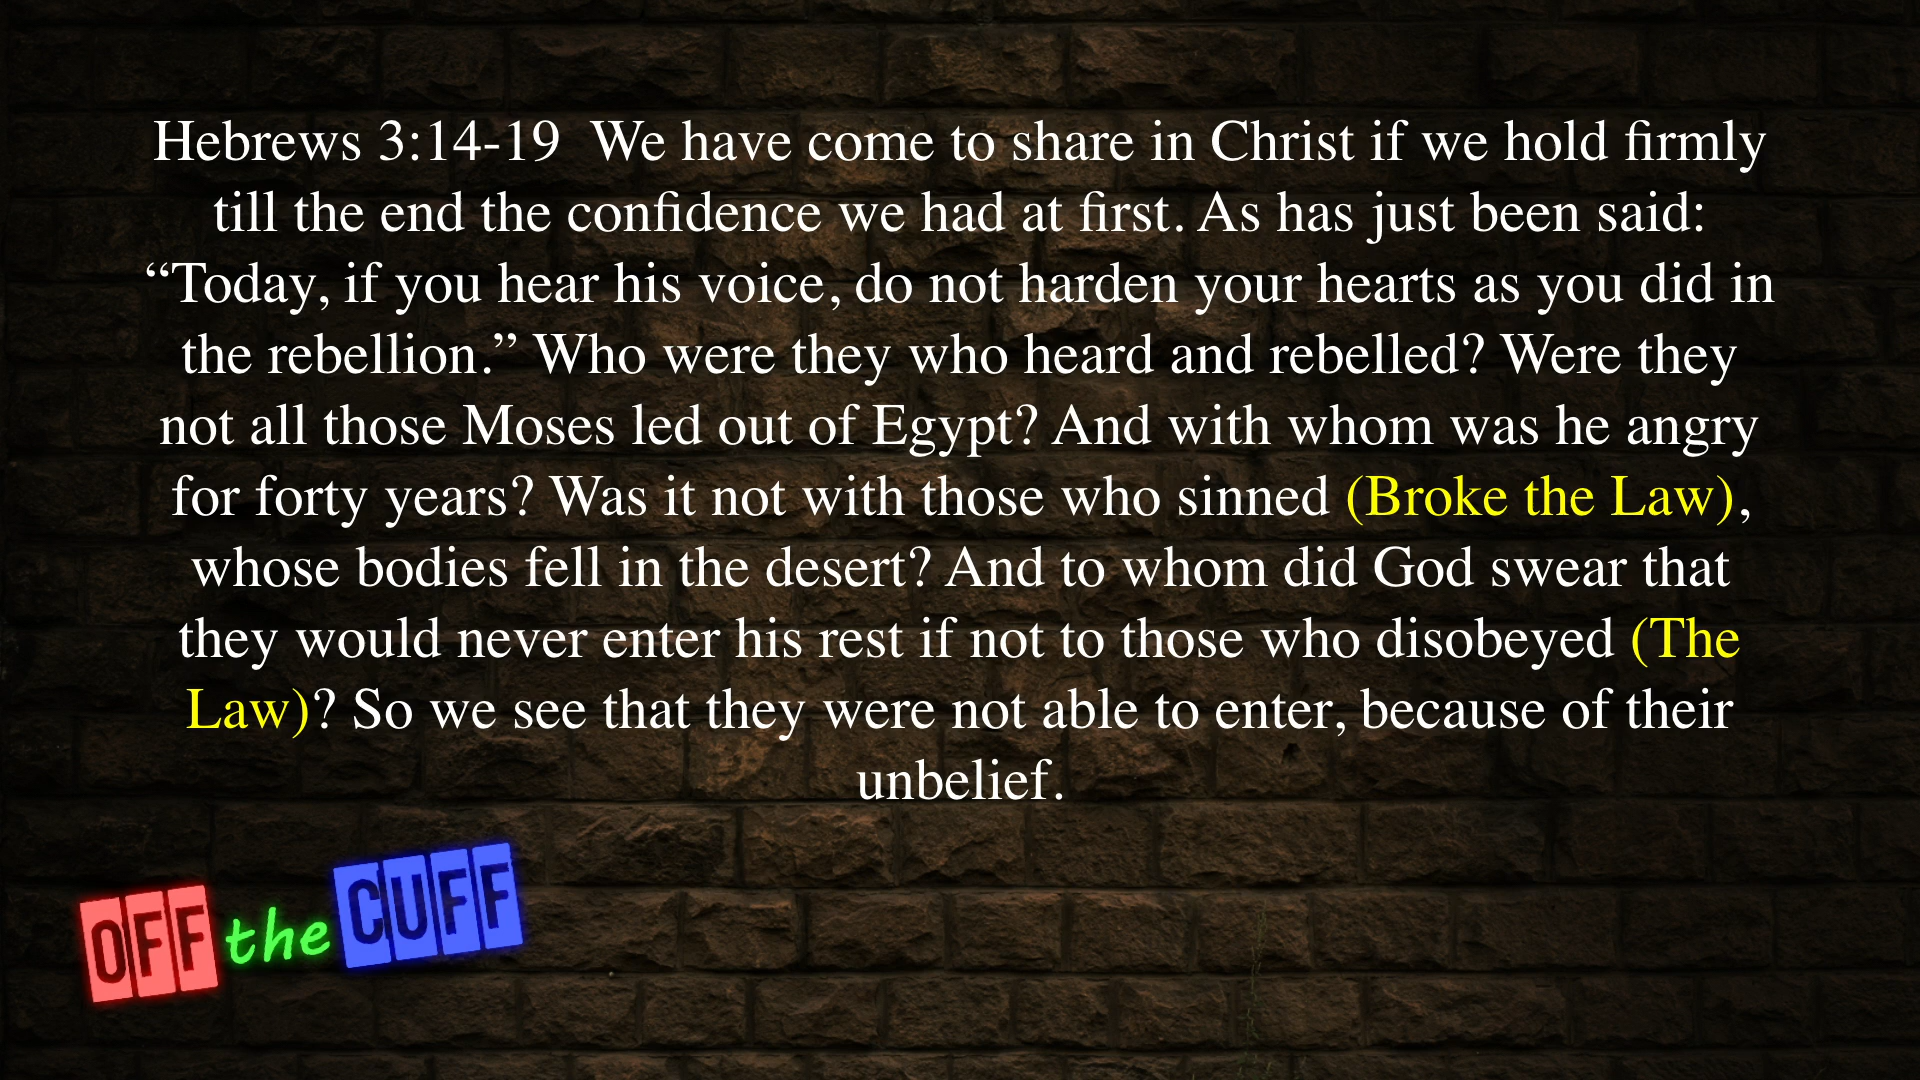 Hebrews 3:14-19  We have come to share in Christ if we hold firmly
till the end the confidence we had at first. As has just been said:
“Today, if you hear his voice, do not harden your hearts as you did in
the rebellion.” Who were they who heard and rebelled? Were they
not all those Moses led out of Egypt? And with whom was he angry
for forty years? Was it not with those who sinned (Broke the Law),
whose bodies fell in the desert? And to whom did God swear that
they would never enter his rest if not to those who disobeyed (The
Law)? So we see that they were not able to enter, because of their
unbelief.
OFF the CUFF